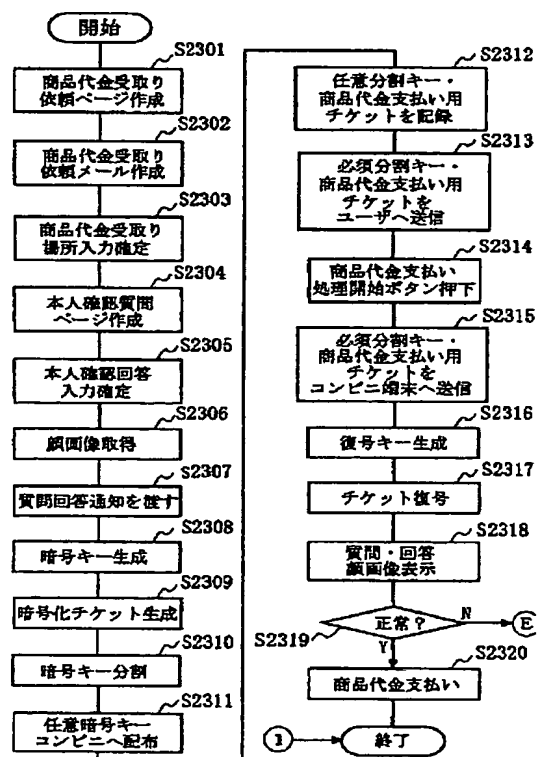 開始
S2301
商品代金受取り
依頼ページ作成
S2302
商品代金受取り
依頼メール作成
S2303
商品代金受取り
場所入力確定
S2304
本人確認質問
ページ作成
S2305
本人確認回答
入力確定
S2306
顔画像取得
S2307
質問回答通知を渡す
S2308
暗号キー生成
S2309
暗号化チケット生成
S2310
暗号キー分割
S2311
任意暗号キー
コンビニへ配布
S2312
任意分割キー・
商品代金支払い用
チケットを記録
S2313
必須分割キー・
商品代金支払い用
チケットを
ユーザへ送信
S2314
商品代金支払い
処理開始ボタン押下
S2315
必須分割キー・
商品代金支払い用
チケットを
コンビニ端末へ送信
S2316
復号キー生成
S2317
チケット復号
S2318
質問・回答
顔画像表示
正常?
N
E
S2319
Y
S2320
商品代金支払い
1
終了